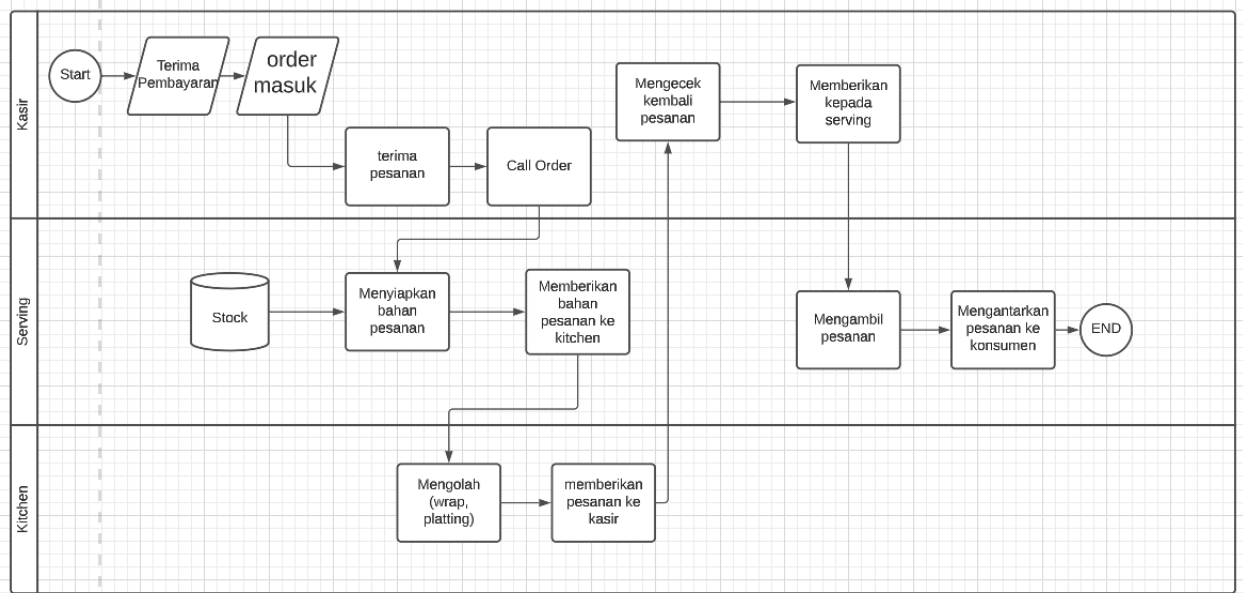 Kasir
Start
Terima
Pembayaran
order
masuk
terima
pesanan
Call Order
Mengecek
kembali
pesanan
Memberikan
kepada
serving
Serving
Stock
Menyiapkan
bahan
pesanan
Memberikan
bahan
pesanan ke
kitchen
Mengambil
pesanan
Mengantarkan
pesanan ke
konsumen
END
Kitchen
Mengolah
(wrap,
platting)
memberikan
pesanan ke
kasir